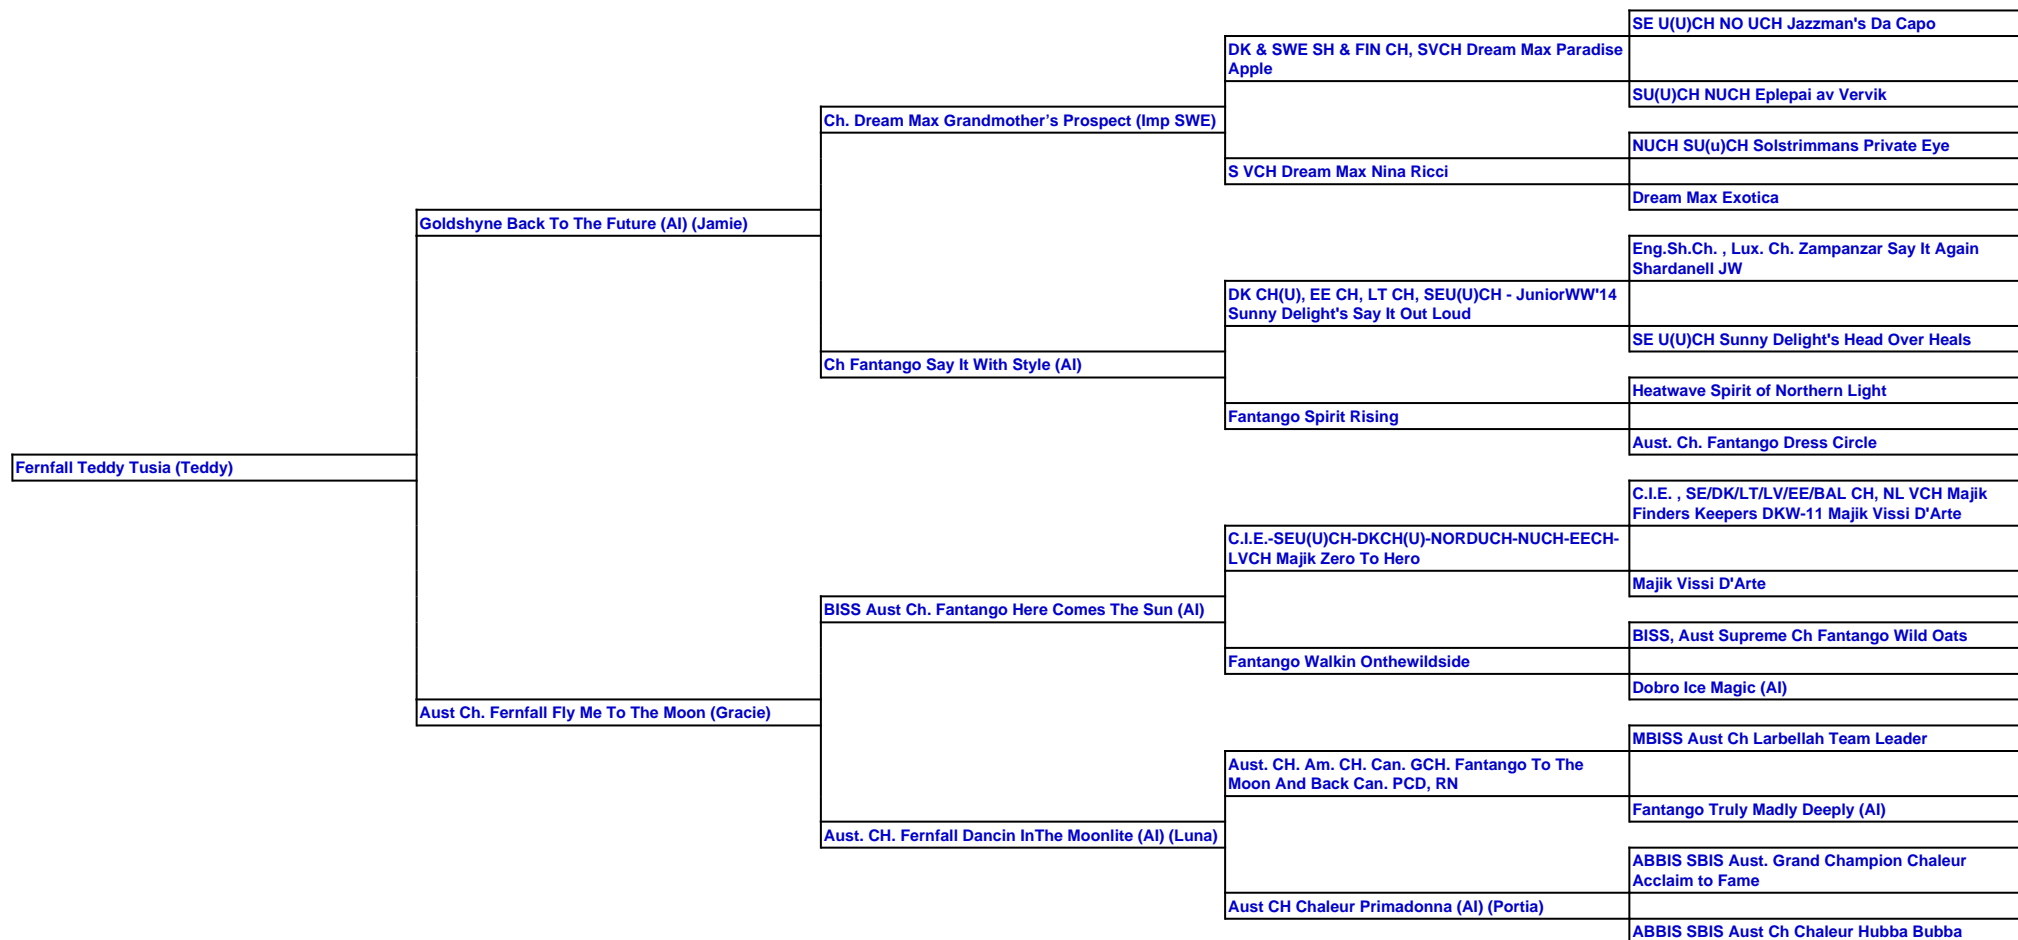 SE U(U)CH NO UCH Jazzman's Da Capo
DK & SWE SH & FIN CH, SVCH Dream Max Paradise
Apple
SU(U)CH NUCH Eplepai av Vervik
Ch. Dream Max Grandmother’s Prospect (Imp SWE)
NUCH SU(u)CH Solstrimmans Private Eye
S VCH Dream Max Nina Ricci
Dream Max Exotica
Goldshyne Back To The Future (AI) (Jamie)
Eng.Sh.Ch. , Lux. Ch. Zampanzar Say It Again
Shardanell JW
DK CH(U), EE CH, LT CH, SEU(U)CH - JuniorWW'14
Sunny Delight's Say It Out Loud
SE U(U)CH Sunny Delight's Head Over Heals
Ch Fantango Say It With Style (AI)
Heatwave Spirit of Northern Light
Fantango Spirit Rising
Aust. Ch. Fantango Dress Circle
Fernfall Teddy Tusia (Teddy)
C.I.E. , SE/DK/LT/LV/EE/BAL CH, NL VCH Majik
Finders Keepers DKW-11 Majik Vissi D'Arte
C.I.E.-SEU(U)CH-DKCH(U)-NORDUCH-NUCH-EECH-
LVCH Majik Zero To Hero
Majik Vissi D'Arte
BISS Aust Ch. Fantango Here Comes The Sun (AI)
BISS, Aust Supreme Ch Fantango Wild Oats
Fantango Walkin Onthewildside
Dobro Ice Magic (AI)
Aust Ch. Fernfall Fly Me To The Moon (Gracie)
MBISS Aust Ch Larbellah Team Leader
Aust. CH. Am. CH. Can. GCH. Fantango To The
Moon And Back Can. PCD, RN
Fantango Truly Madly Deeply (AI)
Aust. CH. Fernfall Dancin InThe Moonlite (AI) (Luna)
ABBIS SBIS Aust. Grand Champion Chaleur
Acclaim to Fame
Aust CH Chaleur Primadonna (AI) (Portia)
ABBIS SBIS Aust Ch Chaleur Hubba Bubba